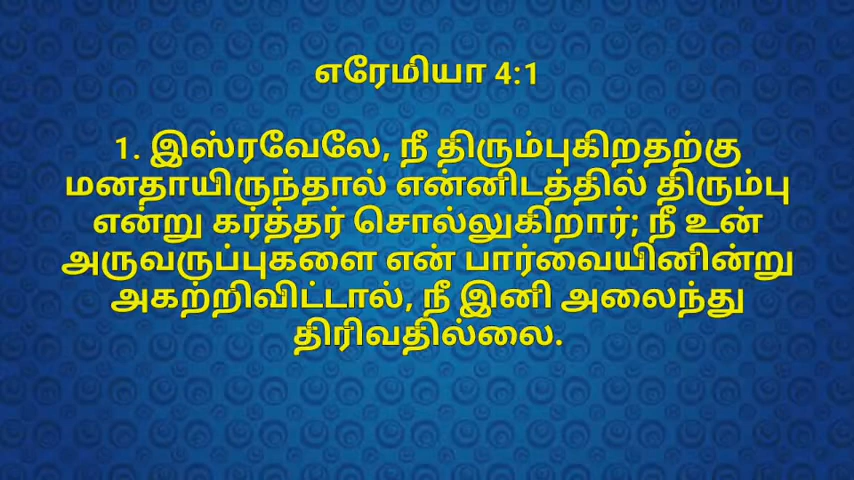 எரேமியா 4:1
1. இஸ்ரவேலே, நீ திரும்புகிறதற்கு
மனதாயிருந்தால் என்னிடத்தில் திரும்பு
என்று கர்த்தர் சொல்லுகிறார்; நீ உன்
அருவருப்புகளை என் பார்வையினின்று
அகற்றிவிட்டால், நீ இனி அலைந்து
திரிவதில்லை.